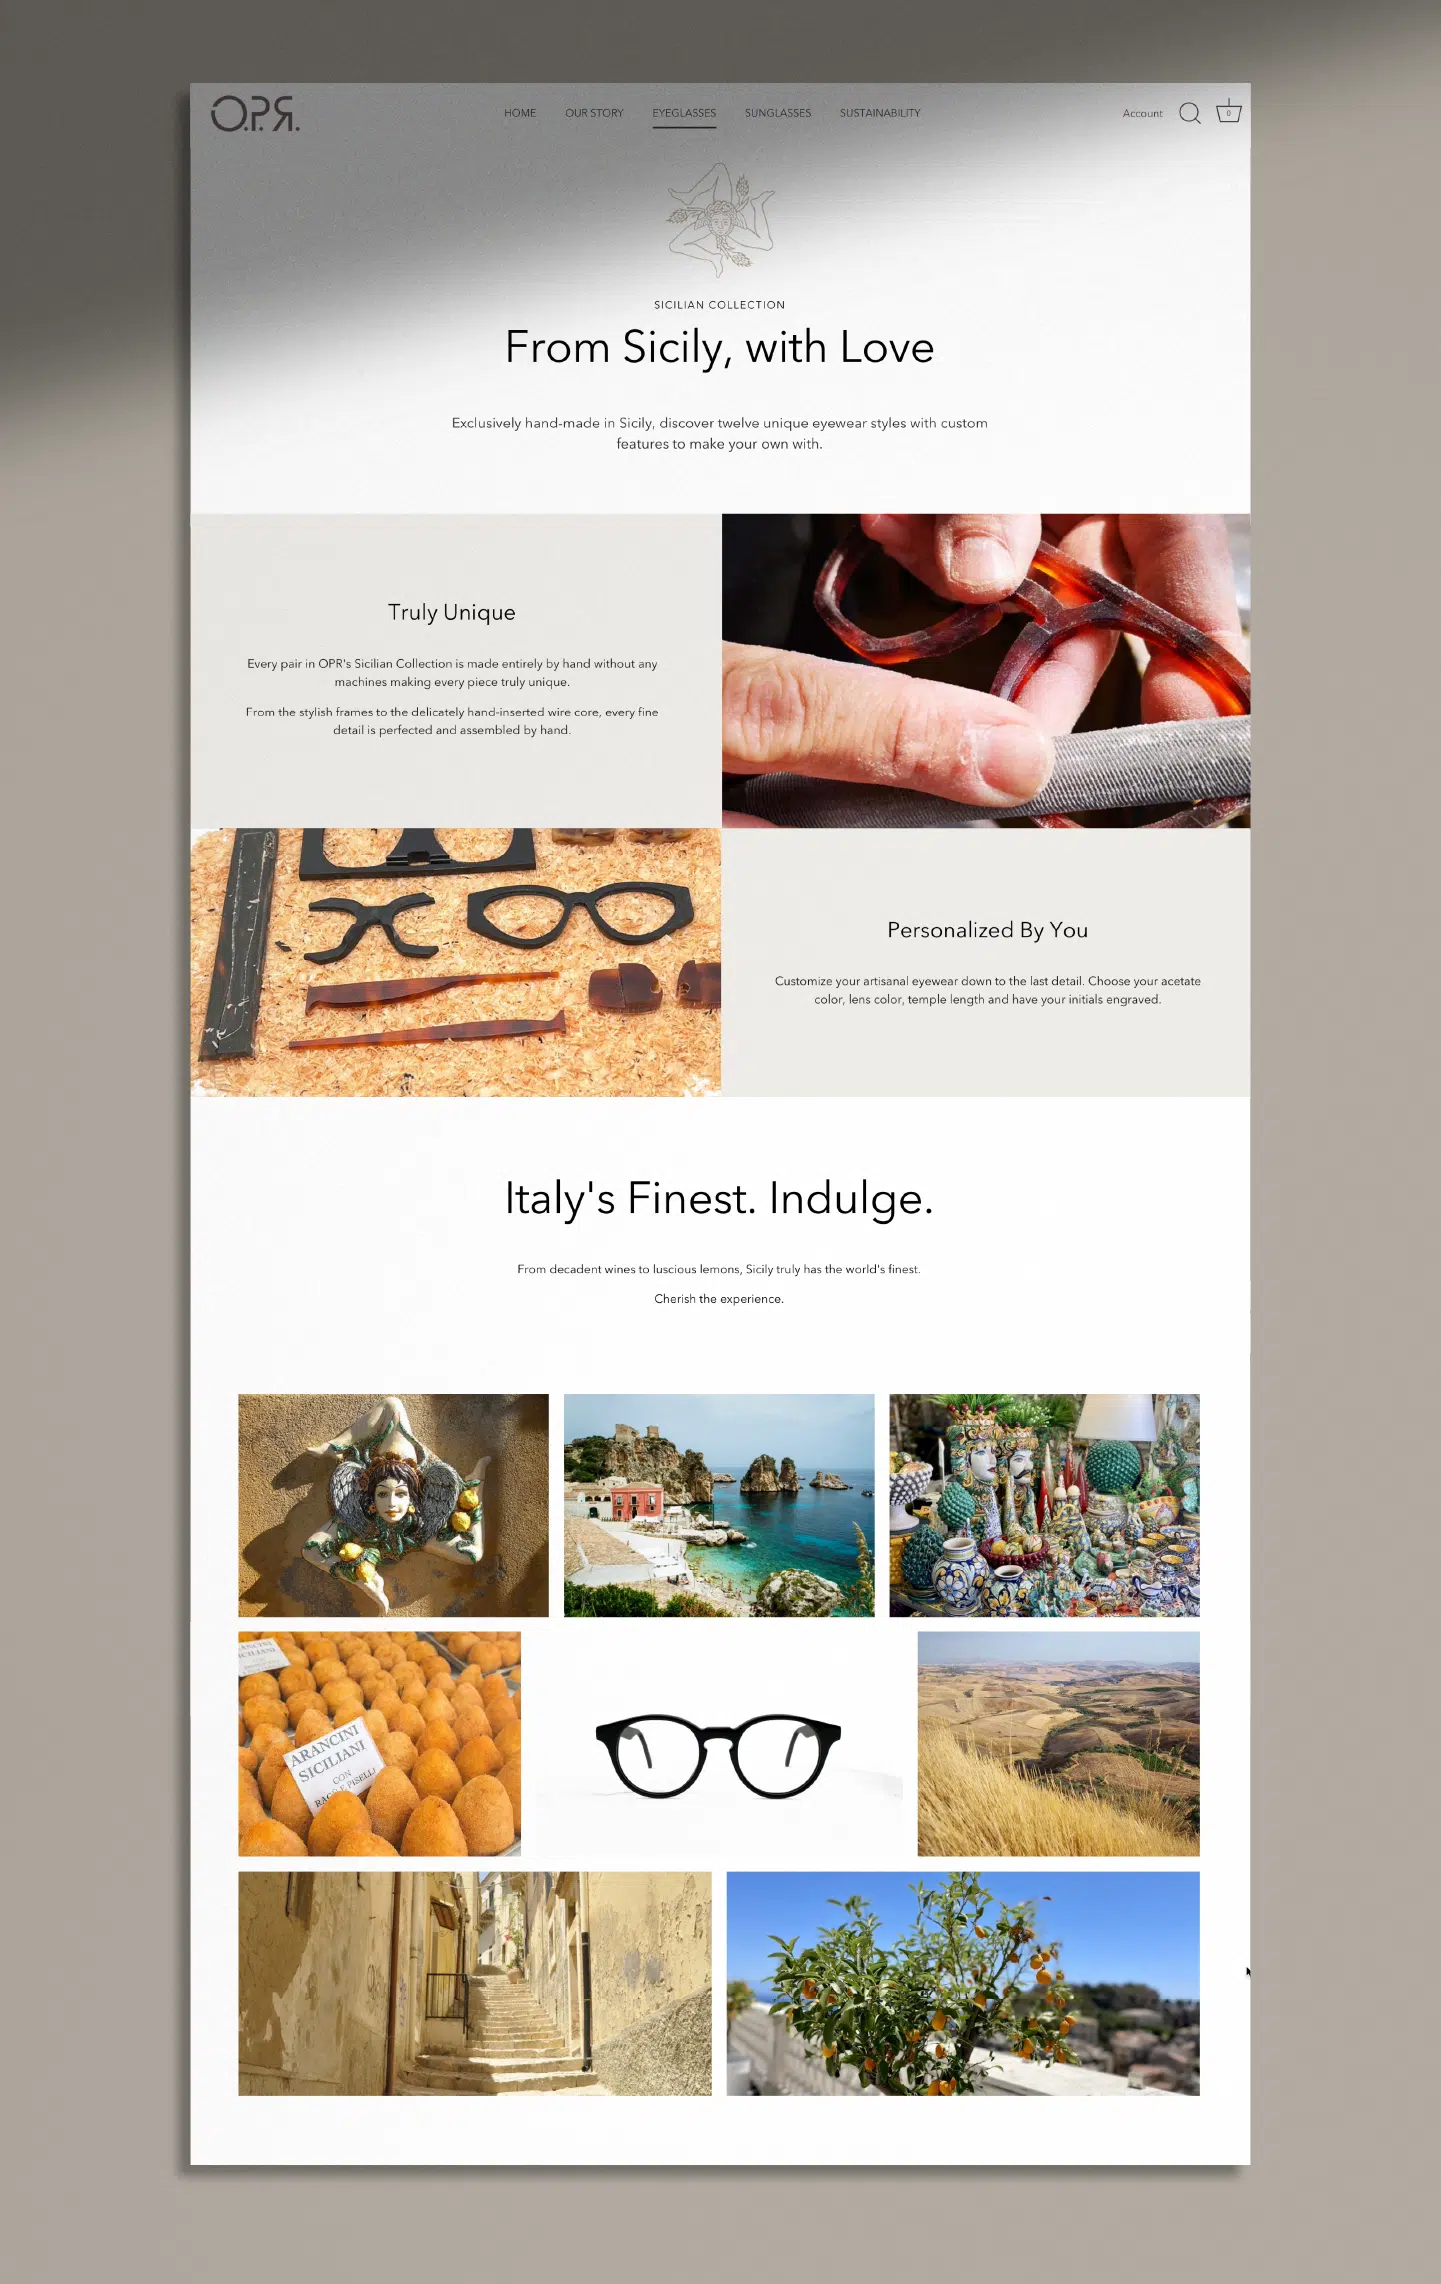 O.P.R.
HOME OUR STORY EYEGLASSES SUNGLASSES SUSTAINABILITY
Account 0
SICILIAN COLLECTION
From Sicily, with Love
Exclusively hand-made in Sicily, discover twelve unique eyewear styles with custom
features to make your own with.
Truly Unique
Every pair in OPR's Sicilian Collection is made entirely by hand without any
machines making every piece truly unique.
From the stylish frames to the delicately hand-inserted wire core, every fine
detail is perfected and assembled by hand.
Personalized By You
Customize your artisanal eyewear down to the last detail. Choose your acetate
color, lens color, temple length and have your initials engraved.
Italy's Finest. Indulge.
From decadent wines to luscious lemons, Sicily truly has the world's finest.
Cherish the experience.
ARANCINI
SICILIANI
CON
PISELLI